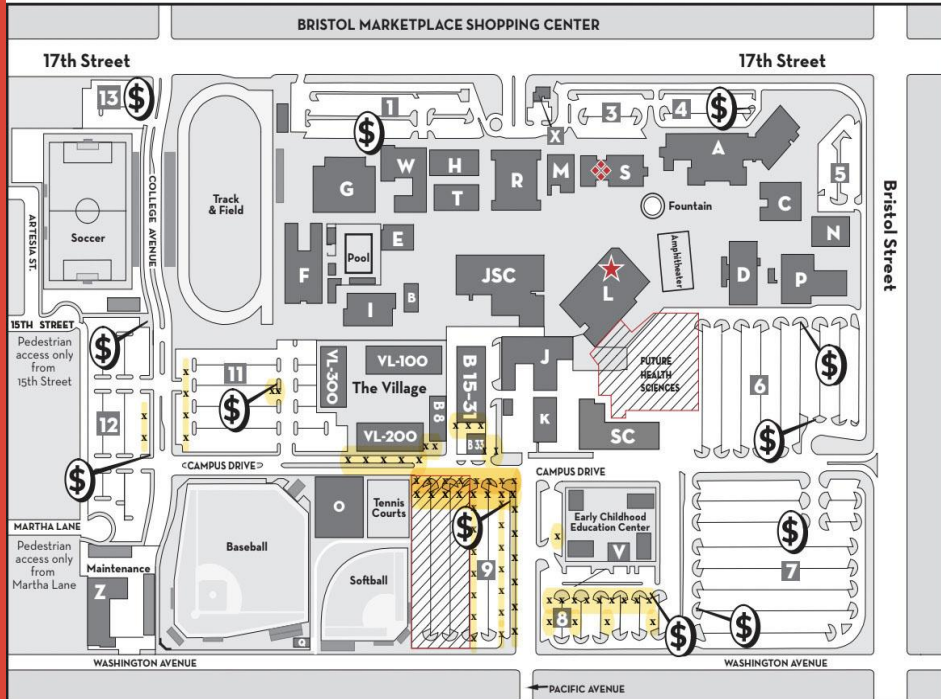 BRISTOL MARKETPLACE SHOPPING CENTER
17th Street
17th Street
13
$
1
$
3
4
$
X
5
G
W
H
T
R
M
S
A
C
N
COLLEGE AVENUE
ARTESIA ST.
Soccer
Track
& Field
Fountain
Bristol Street
F
Pool
E
I
B
JSC
L
Amphitheater
D
P
15TH STREET
Pedestrian
access only
from
15th Street
$
12
$
x
x
x
x
x
x
11
xx
$
VL-300
VL-100
The Village
VL-200
B 8
B 15-31
x x x
B 33
x x
x x
x x x x x
J
K
FUTURE
HEALTH
SCIENCES
SC
6
$
$
CAMPUS DRIVE
CAMPUS DRIVE
MARTHA LANE
Pedestrian
access only
from
Martha Lane
Maintenance
Z
Baseball
O
Tennis
Courts
Softball
Q
$
9
Early Childhood
Education Center
V
x
8
$
$
7
$
WASHINGTON AVENUE
WASHINGTON AVENUE
PACIFIC AVENUE